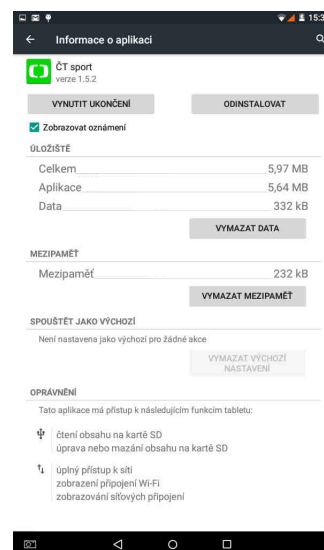 15:3
Informace o aplikaci
ČT sport
verze 1.5.2
VYNUTIT UKONČENÍ
ODINSTALOVAT
Zobrazovat oznámení
ÚLOŽIŠTĚ
Celkem 5,97 MB
Aplikace 5,64 MB
Data 332 kB
VYMAZAT DATA
MEZIPAMĚŤ
Mezipaměť 232 kB
VYMAZAT MEZIPAMĚŤ
SPOUŠTĚT JAKO VÝCHOZÍ
Není nastavena jako výchozí pro žádné akce
VYMAZAT VÝCHOZÍ
NASTAVENÍ
OPRÁVNĚNÍ
Tato aplikace má přístup k následujícím funkcím tabletu:
čtení obsahu na kartě SD
úprava nebo mazání obsahu na kartě SD
úplný přístup k síti
zobrazení připojení Wi-Fi
zobrazování síťových připojení